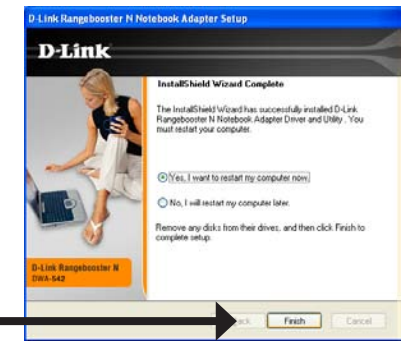 D-Link Rangebooster N Notebook Adapter Setup
D-Link
InstallShield Wizard Complete
The InstallShield Wizard has successfully installed D-Link
Rangebooster N Notebook Adapter Driver and Utility . You
must restart your computer.
Yes, I want to restart my computer now.
No, I will restart my computer later.
Remove any disks from their drives, and then click Finish to
complete setup.
D-Link Rangebooster N
DWA-642
Finish
Cancel